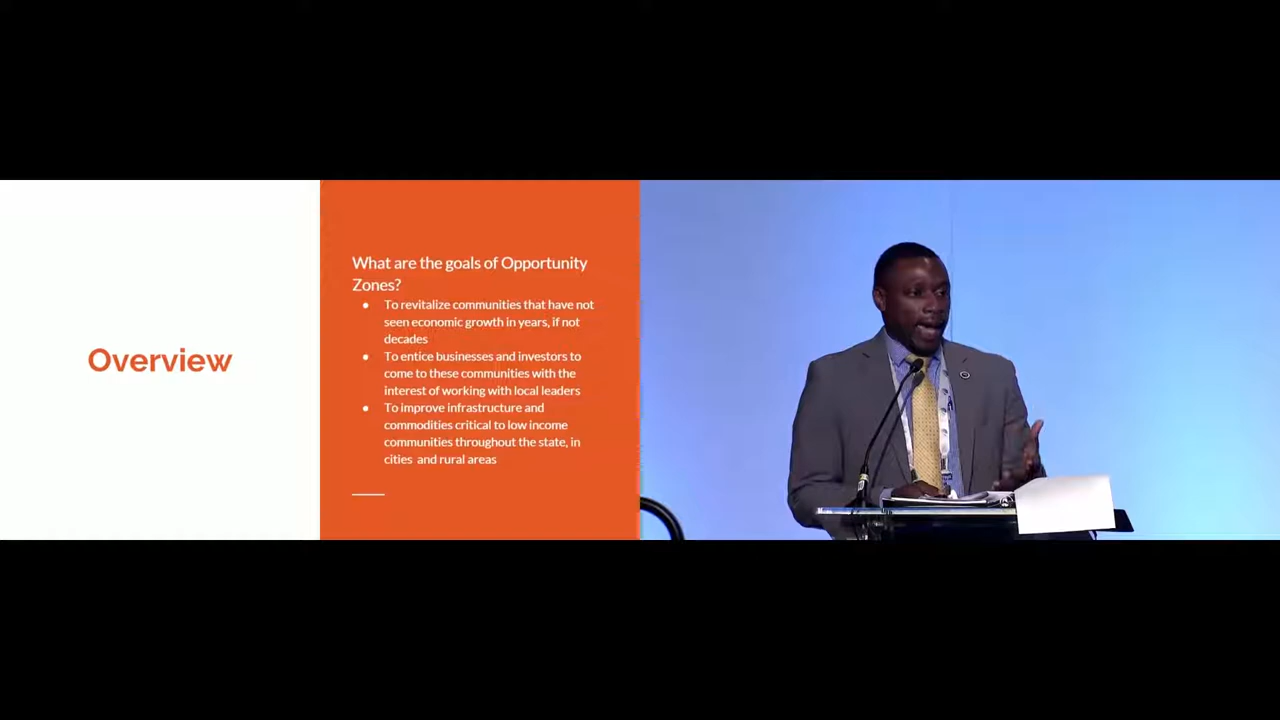 Overview
What are the goals of Opportunity
Zones?
● To revitalize communities that have not
seen economic growth in years, if not
decades
● To entice businesses and investors to
come to these communities with the
interest of working with local leaders
● To improve infrastructure and
commodities critical to low income
communities throughout the state, in
cities and rural areas